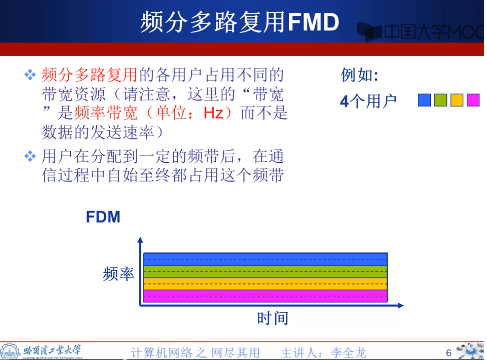 频分多路复用FMD
中国大学MOO
频分多路复用的各用户占用不同的
带宽资源（请注意，这里的“带宽
”是频率带宽（单位：Hz）而不是
数据的发送速率）
用户在分配到一定的频带后，在通
信过程中自始至终都占用这个频带
例如:
4个用户
FDM
频率
时间
哈尔滨工业大学
计算机网络 之 网尽其用 主讲人：李全龙
6